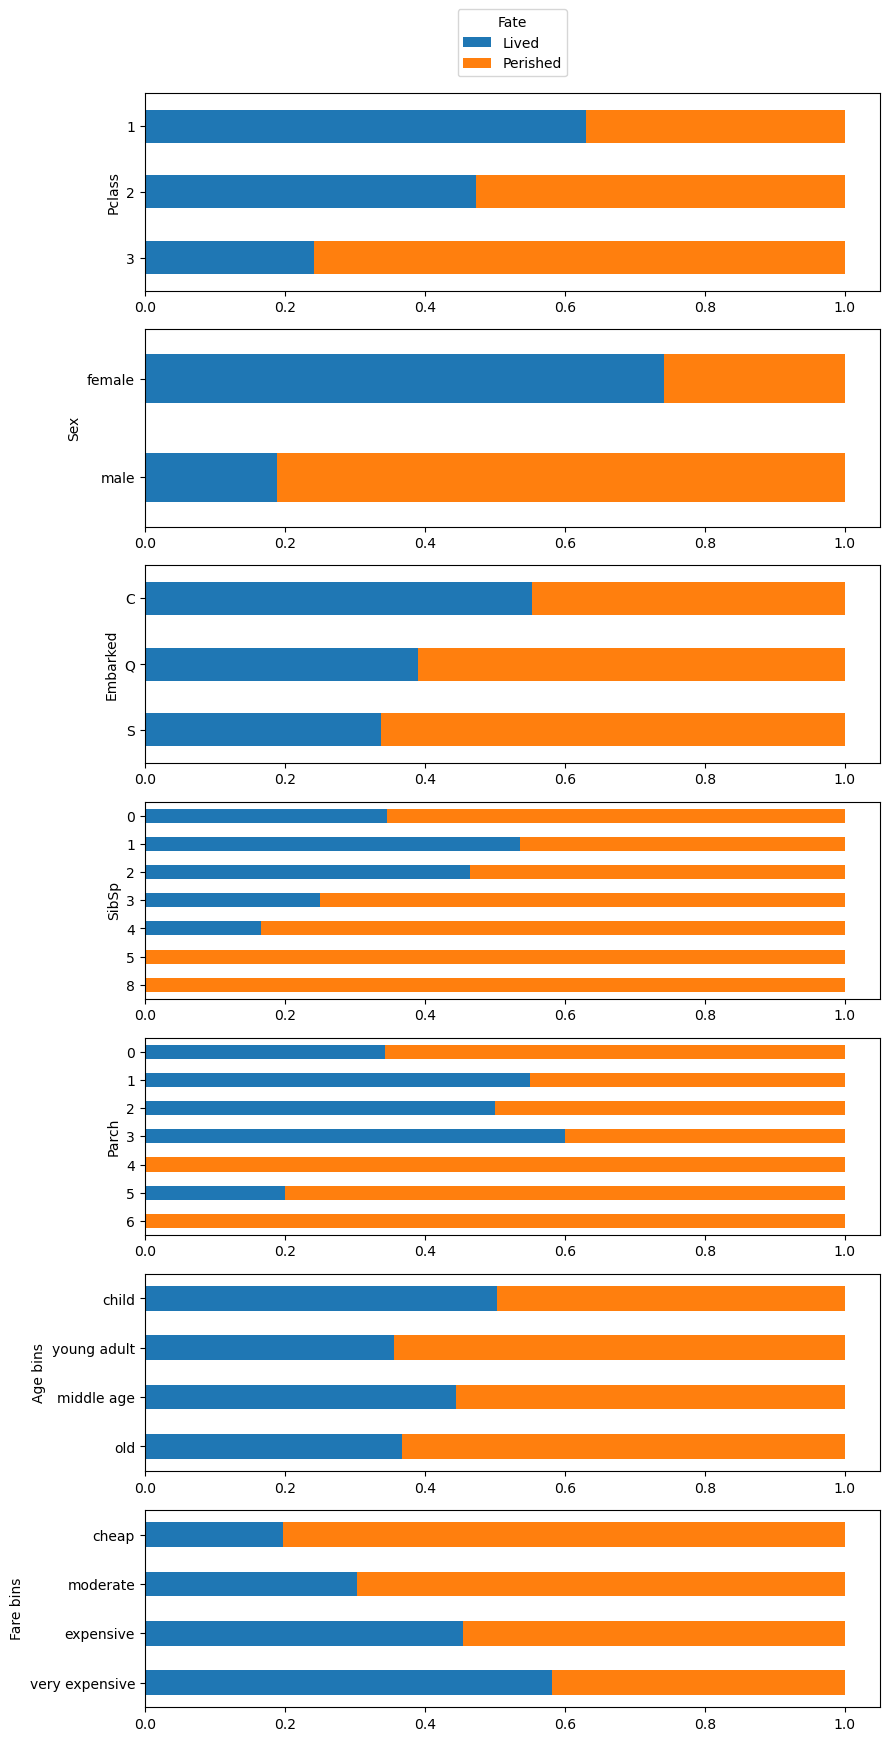 Fate
Lived
Perished
Pclass
1
2
3
0.0 0.2 0.4 0.6 0.8 1.0
Sex
female
male
0.0 0.2 0.4 0.6 0.8 1.0
Embarked
C
Q
S
0.0 0.2 0.4 0.6 0.8 1.0
SibSp
0
1
2
3
4
5
8
0.0 0.2 0.4 0.6 0.8 1.0
Parch
0
1
2
3
4
5
6
0.0 0.2 0.4 0.6 0.8 1.0
Age bins
child
young adult
middle age
old
0.0 0.2 0.4 0.6 0.8 1.0
Fare bins
cheap
moderate
expensive
very expensive
0.0 0.2 0.4 0.6 0.8 1.0